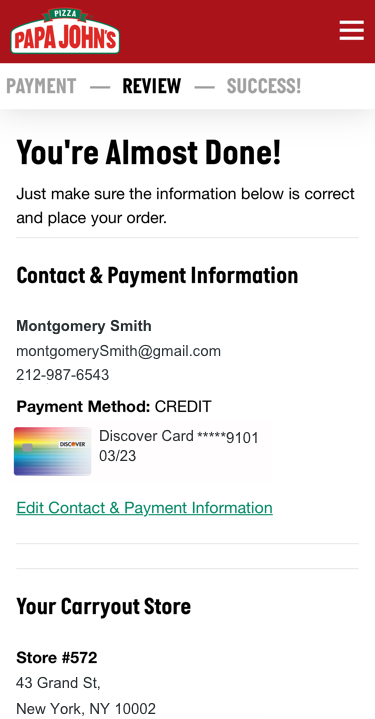 PIZZA
PAPA JOHN'S
PAYMENT — REVIEW — SUCCESS!
You're Almost Done!
Just make sure the information below is correct
and place your order.
Contact & Payment Information
Montgomery Smith
montgomerySmith@gmail.com
212-987-6543
Payment Method: CREDIT
DISCOVER
Discover Card *****9101
03/23
Edit Contact & Payment Information
Your Carryout Store
Store #572
43 Grand St,
New York, NY 10002